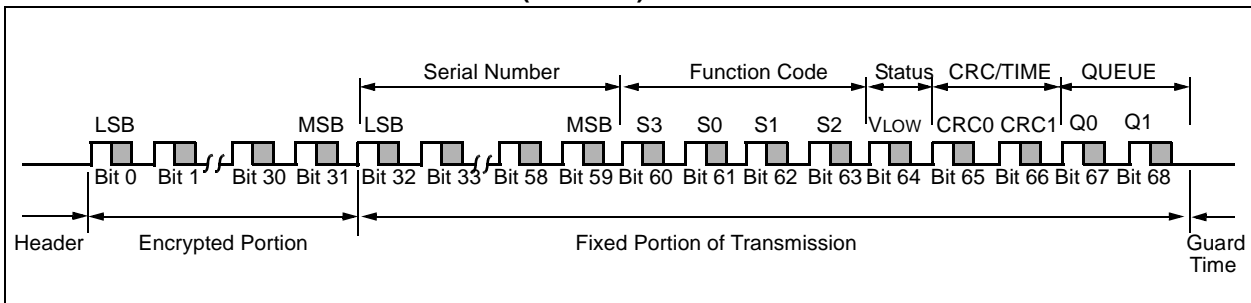 Serial Number Function Code Status CRC/TIME QUEUE
LSB MSB LSB MSB S3 S0 S1 S2 VLOW CRC0 CRC1 Q0 Q1
Bit 0 Bit 1 Bit 30 Bit 31 Bit 32 Bit 33 Bit 58 Bit 59 Bit 60 Bit 61 Bit 62 Bit 63 Bit 64 Bit 65 Bit 66 Bit 67 Bit 68
Header Encrypted Portion Fixed Portion of Transmission Guard
Time